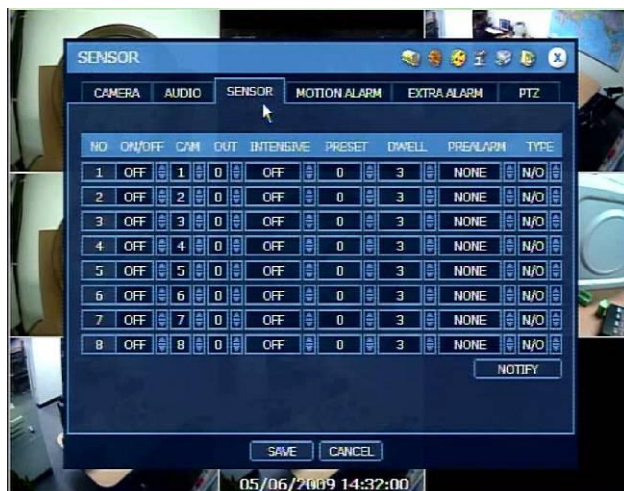 SENSOR
CAMERA AUDIO SENSOR MOTION ALARM EXTRA ALARM PTZ
NO ON/OFF CAM OUT INTENSIVE PRESET DWELL PREALARM TYPE
1 OFF 1 0 OFF 0 3 NONE N/O
2 OFF 2 0 OFF 0 3 NONE N/O
3 OFF 3 0 OFF 0 3 NONE N/O
4 OFF 4 0 OFF 0 3 NONE N/O
5 OFF 5 0 OFF 0 3 NONE N/O
6 OFF 6 0 OFF 0 3 NONE N/O
7 OFF 7 0 OFF 0 3 NONE N/O
8 OFF 8 0 OFF 0 3 NONE N/O
NOTIFY
SAVE CANCEL
05/06/2009 14:32:00